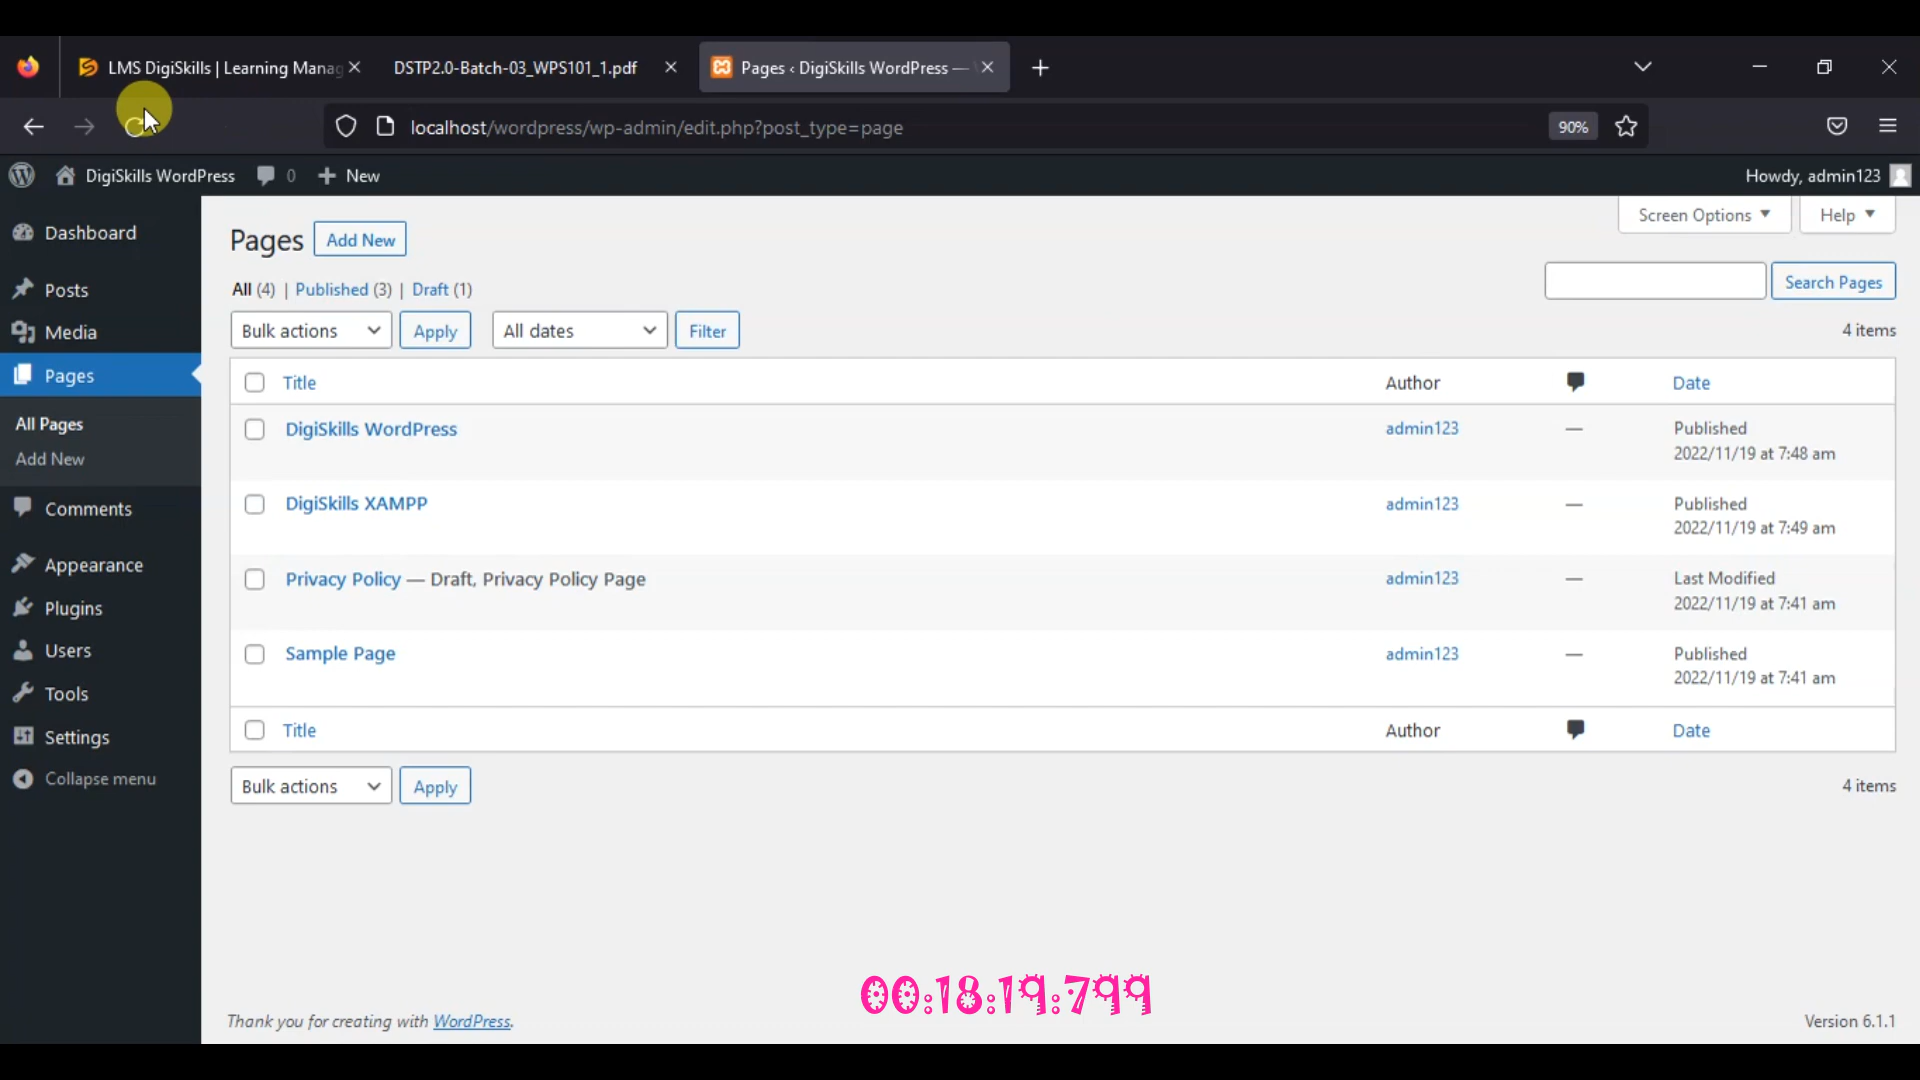 LMS DigiSkills | Learning Manag
DSTP2.0-Batch-03_WPS101_1.pdf
Pages ‹ DigiSkills WordPress —
localhost/wordpress/wp-admin/edit.php?post_type=page
90%
DigiSkills WordPress
0
New
Howdy, admin123
Dashboard
Posts
Media
Pages
All Pages
Add New
Comments
Appearance
Plugins
Users
Tools
Settings
Collapse menu
Screen Options
Help
Pages
Add New
All (4) | Published (3) | Draft (1)
Search Pages
Bulk actions
Apply
All dates
Filter
4 items
Title
Author
Date
DigiSkills WordPress
admin123
—
Published
2022/11/19 at 7:48 am
DigiSkills XAMPP
admin123
—
Published
2022/11/19 at 7:49 am
Privacy Policy — Draft, Privacy Policy Page
admin123
—
Last Modified
2022/11/19 at 7:41 am
Sample Page
admin123
—
Published
2022/11/19 at 7:41 am
Title
Author
Date
Bulk actions
Apply
4 items
00:18:19:799
Thank you for creating with WordPress.
Version 6.1.1